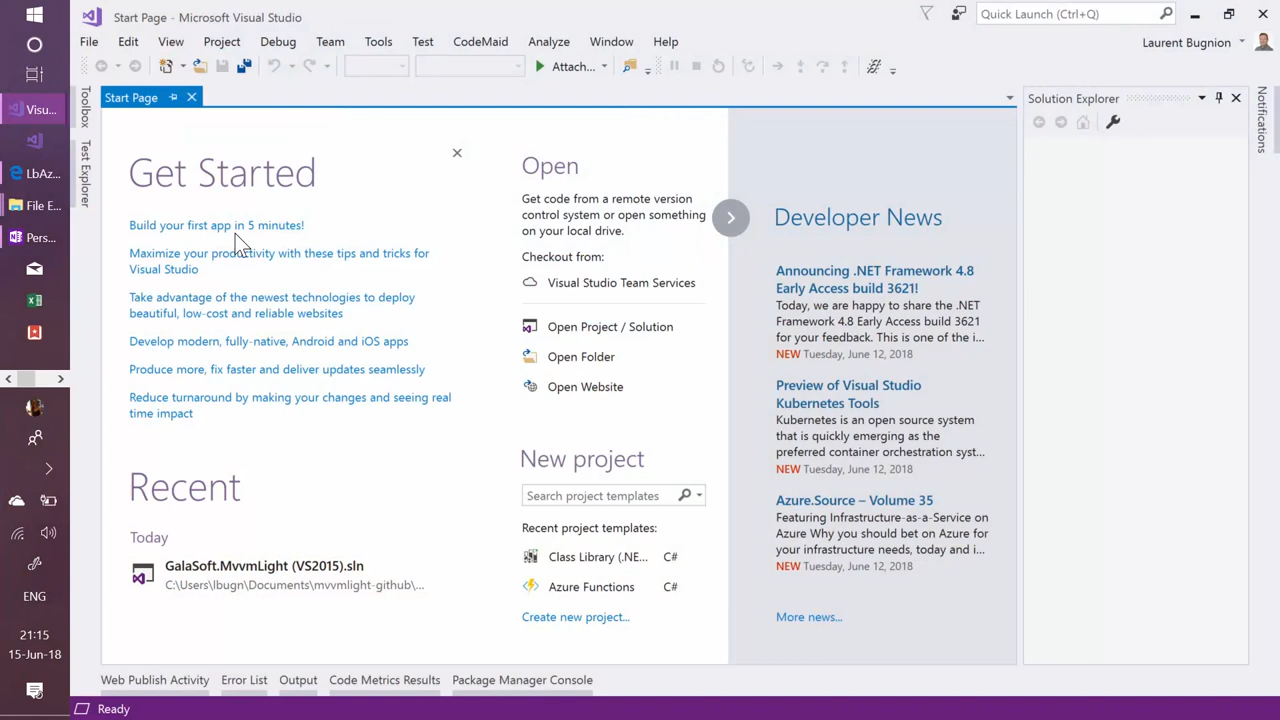 Start Page - Microsoft Visual Studio
Quick Launch (Ctrl+Q)
File Edit View Project Debug Team Tools Test CodeMaid Analyze Window Help
Laurent Bugnion
Attach...
Visu...
LbAz...
File E...
Pers...
ENG
21:15
15-Jun-18
Toolbox
Test Explorer
Start Page
Get Started
Build your first app in 5 minutes!
Maximize your productivity with these tips and tricks for
Visual Studio
Take advantage of the newest technologies to deploy
beautiful, low-cost and reliable websites
Develop modern, fully-native, Android and iOS apps
Produce more, fix faster and deliver updates seamlessly
Reduce turnaround by making your changes and seeing real
time impact
Recent
Today
GalaSoft.MvvmLight (VS2015).sln
C:\Users\lbugn\Documents\mvvmlight-github\...
Open
Get code from a remote version
control system or open something
on your local drive.
Checkout from:
Visual Studio Team Services
Open Project / Solution
Open Folder
Open Website
New project
Search project templates
Recent project templates:
Class Library (.NE... C#
Azure Functions C#
Create new project...
Developer News
Announcing .NET Framework 4.8
Early Access build 3621!
Today, we are happy to share the .NET
Framework 4.8 Early Access build 3621
for your feedback. This is one of the i...
NEW Tuesday, June 12, 2018
Preview of Visual Studio
Kubernetes Tools
Kubernetes is an open source system
that is quickly emerging as the
preferred container orchestration syst...
NEW Tuesday, June 12, 2018
Azure.Source – Volume 35
Featuring Infrastructure-as-a-Service on
Azure Why you should bet on Azure for
your infrastructure needs, today and i...
NEW Tuesday, June 12, 2018
More news...
Solution Explorer
Notifications
Web Publish Activity Error List Output Code Metrics Results Package Manager Console
Ready